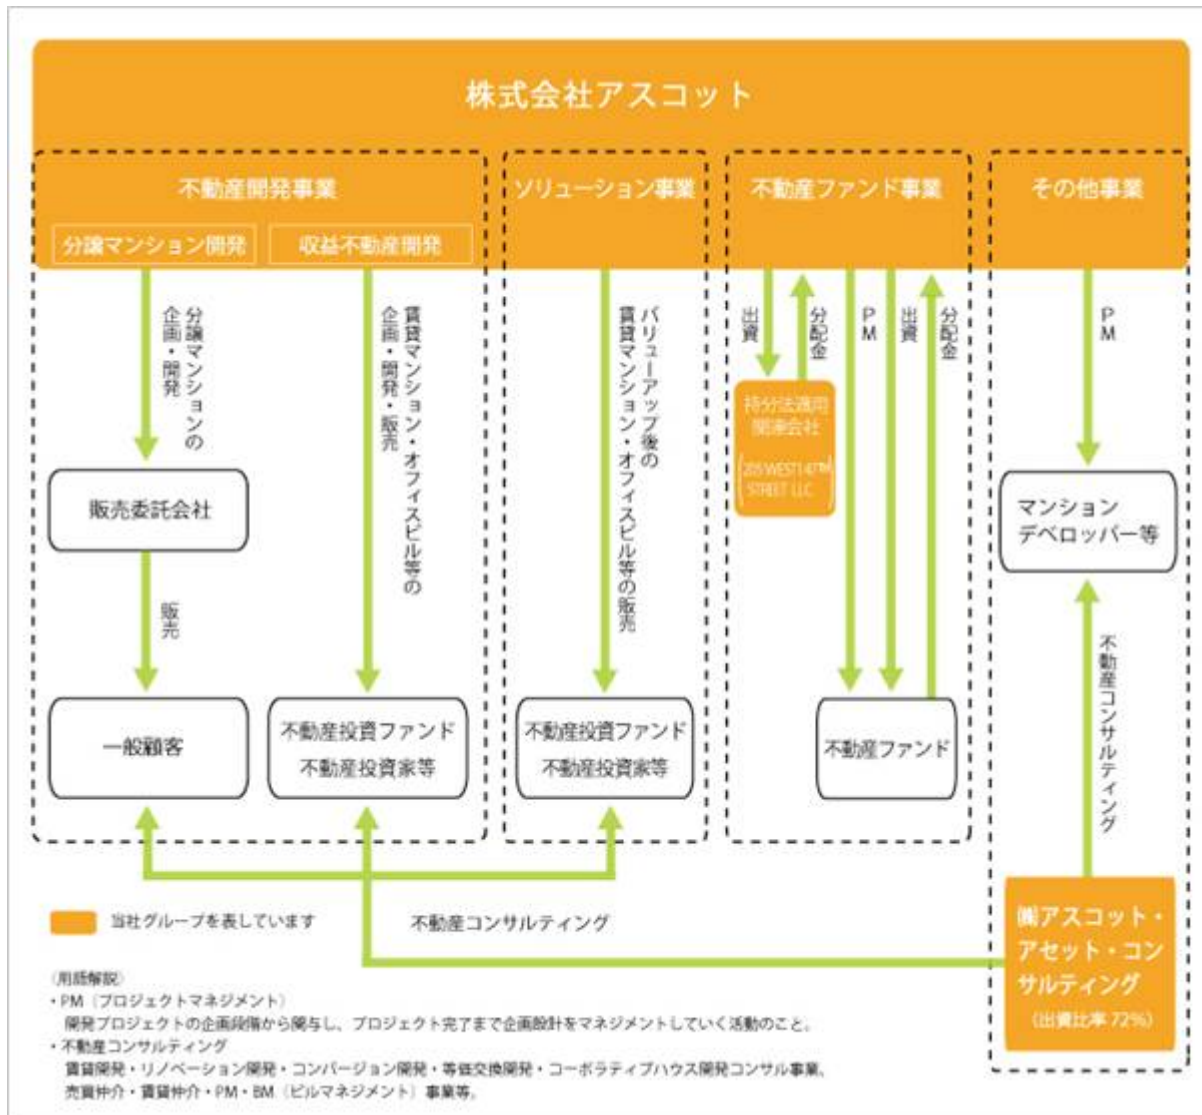 株式会社アスコット
不動産開発事業
分譲マンション開発
収益不動産開発
ソリューション事業
不動産ファンド事業
その他事業
分譲マンションの
企画・開発
賃貸マンション・オフィスビル等の
企画・開発・販売
バリューアップ後の
賃貸マンション・オフィスビル等の販売
出資
分配金
PM
出資
分配金
PM
持分法適用
関連会社
(205 WEST147TH
STREET LLC)
販売委託会社
マンション
デベロッパー等
販売
不動産コンサルティング
一般顧客
不動産投資ファンド
不動産投資家等
不動産投資ファンド
不動産投資家等
不動産ファンド
当社グループを表しています
不動産コンサルティング
㈱アスコット・
アセット・コン
サルティング
(出資比率 72%)
〈用語解説〉
・PM(プロジェクトマネジメント)
開発プロジェクトの企画段階から関与し、プロジェクト完了まで企画設計をマネジメントしていく活動のこと。
・不動産コンサルティング
賃貸開発・リノベーション開発・コンバージョン開発・等価交換開発・コーポラティブハウス開発コンサル事業、
売買仲介・賃貸仲介・PM・BM(ビルマネジメント)事業等。